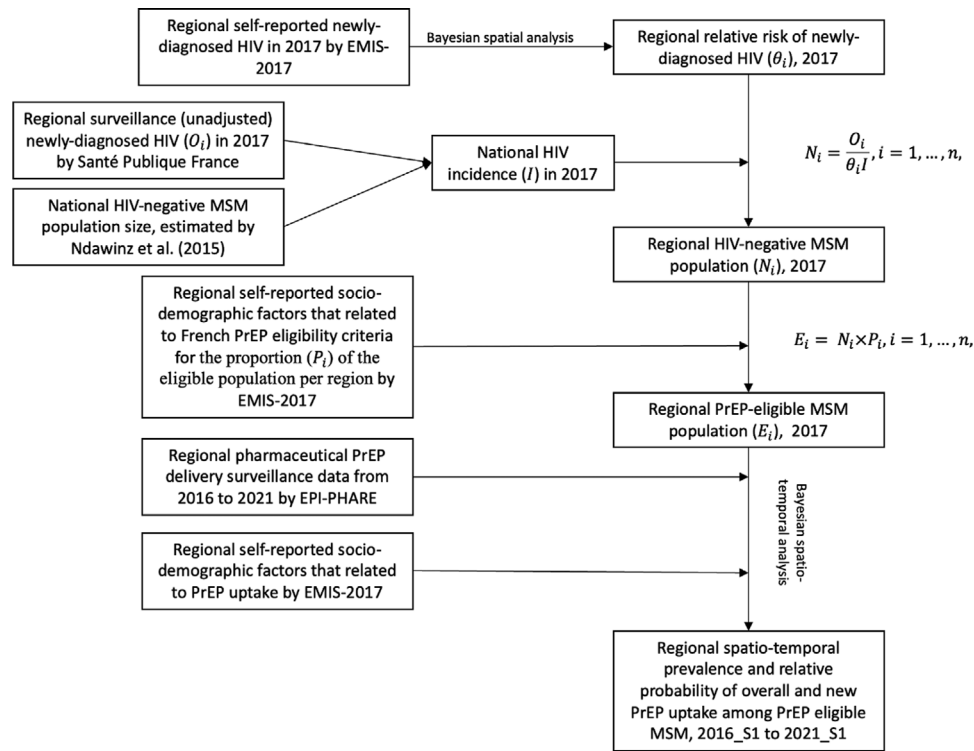 Regional self-reported newly-
diagnosed HIV in 2017 by EMIS-
2017
Bayesian spatial analysis
Regional relative risk of newly-
diagnosed HIV (θᵢ), 2017
Regional surveillance (unadjusted)
newly-diagnosed HIV (Oᵢ) in 2017
by Santé Publique France
National HIV
incidence (I) in 2017
Nᵢ = Oᵢ / θᵢI, i = 1, ..., n,
National HIV-negative MSM
population size, estimated by
Ndawinz et al. (2015)
Regional HIV-negative MSM
population (Nᵢ), 2017
Regional self-reported socio-
demographic factors that related
to French PrEP eligibility criteria
for the proportion (Pᵢ) of the
eligible population per region by
EMIS-2017
Eᵢ = Nᵢ×Pᵢ, i = 1, ..., n,
Regional PrEP-eligible MSM
population (Eᵢ), 2017
Regional pharmaceutical PrEP
delivery surveillance data from
2016 to 2021 by EPI-PHARE
Bayesian spatio-
temporal analysis
Regional self-reported socio-
demographic factors that related
to PrEP uptake by EMIS-2017
Regional spatio-temporal
prevalence and relative
probability of overall and new
PrEP uptake among PrEP eligible
MSM, 2016_S1 to 2021_S1